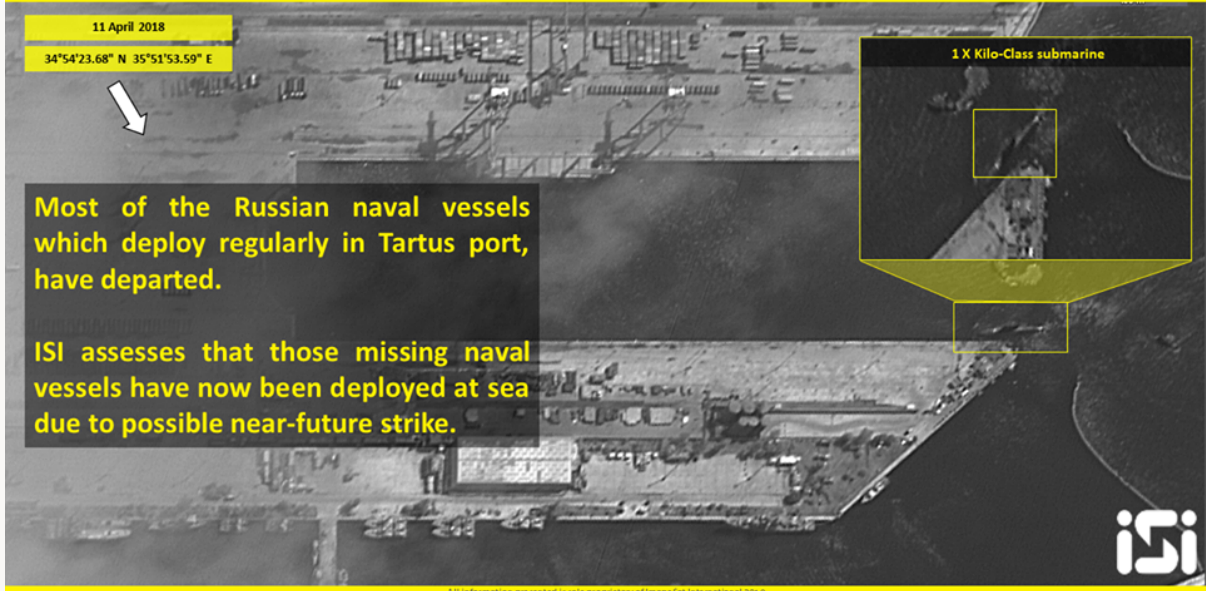 11 April 2018
34°54'23.68" N 35°51'53.59" E
1 X Kilo-Class submarine
Most of the Russian naval vessels
which deploy regularly in Tartus port,
have departed.
ISI assesses that those missing naval
vessels have now been deployed at sea
due to possible near-future strike.
iSi